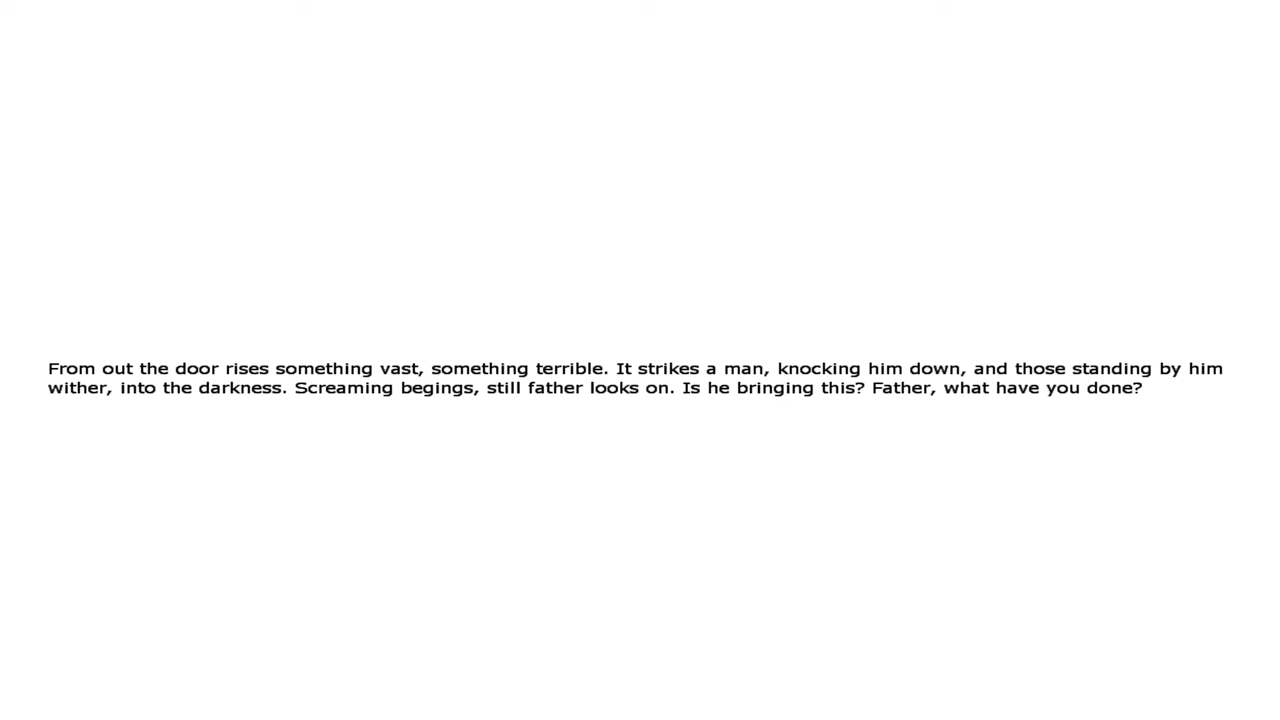 From out the door rises something vast, something terrible. It strikes a man, knocking him down, and those standing by him
wither, into the darkness. Screaming begings, still father looks on. Is he bringing this? Father, what have you done?